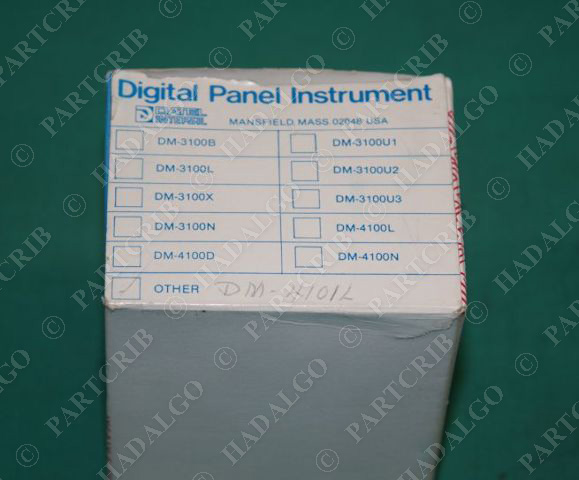 Digital Panel Instrument
DATEL
INTERSIL
MANSFIELD, MASS. 02048 USA
DM-3100B
DM-3100U1
DM-3100L
DM-3100U2
DM-3100X
DM-3100U3
DM-3100N
DM-4100L
DM-4100D
DM-4100N
OTHER DM-4101L
© PARTCRIB
© HADALGO